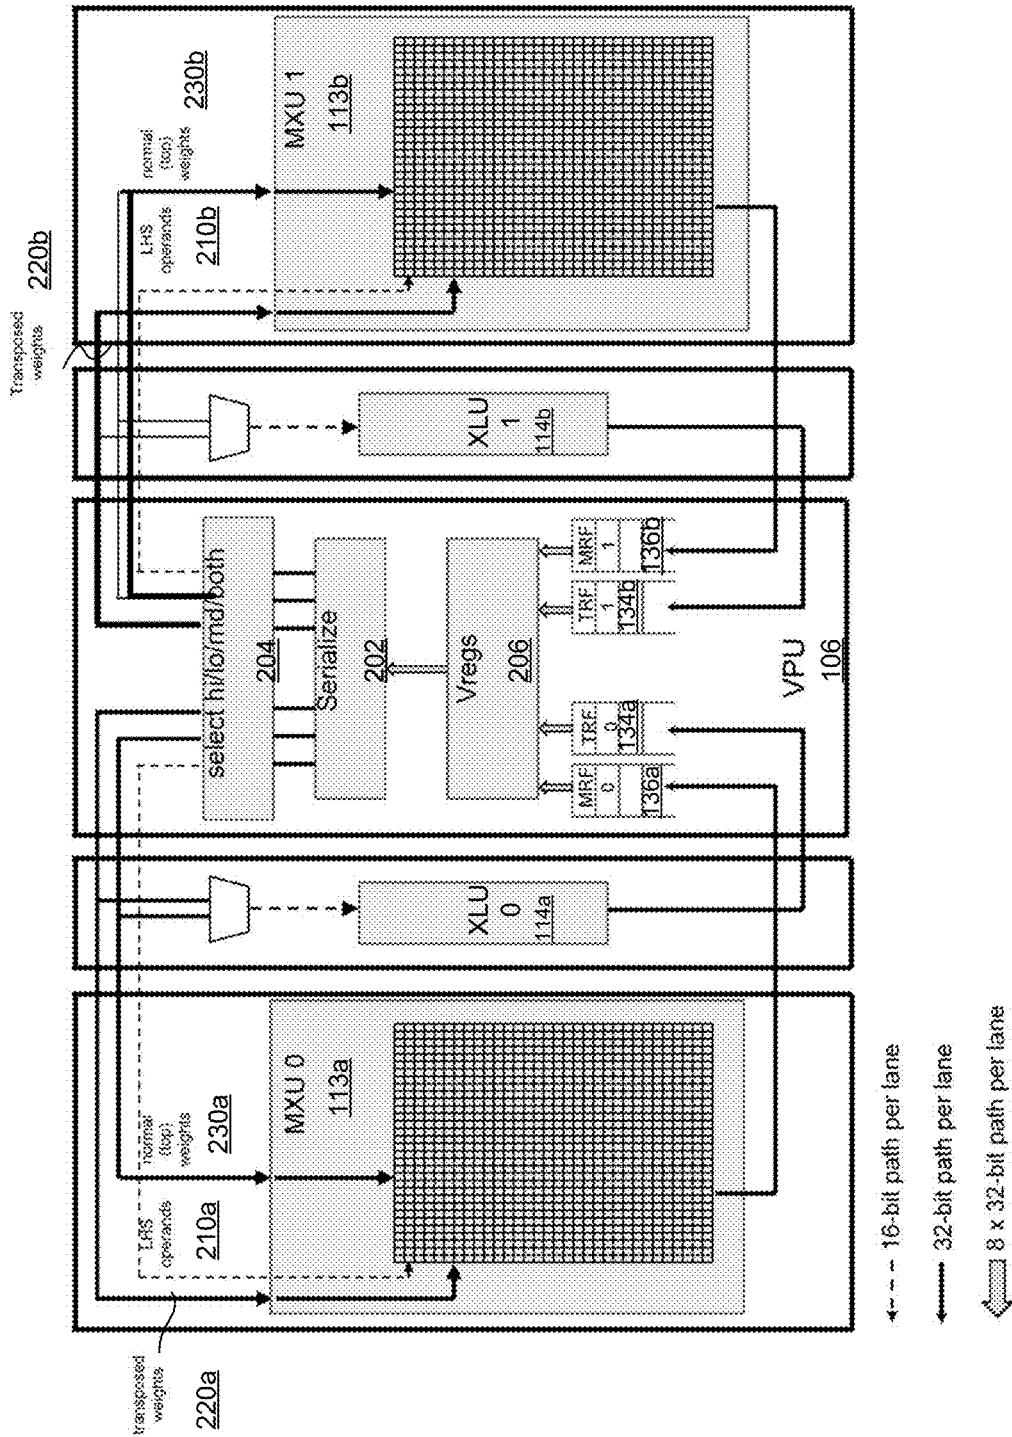 Transposed
weights
220b
normal
(top)
weights
230b
LHS
operands
210b
MXU 1
113b
XLU
1
114b
select hi/lo/md/both
204
Serialize
202
Vregs
206
MRF
1
136b
TRF
1
134b
TRF
0
134a
MRF
0
136a
VPU
106
XLU
0
114a
MXU 0
113a
normal
(top)
weights
230a
LHS
operands
210a
transposed
weights
220a
16-bit path per lane
32-bit path per lane
8 x 32-bit path per lane